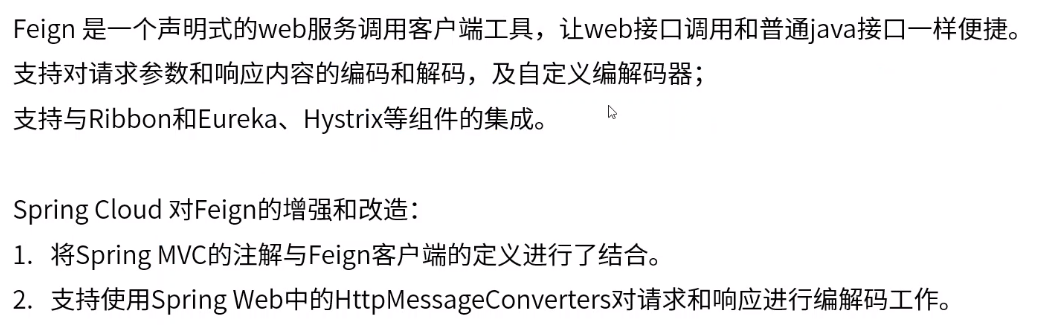 Feign 是一个声明式的web服务调用客户端工具，让web接口调用和普通java接口一样便捷。
支持对请求参数和响应内容的编码和解码，及自定义编解码器；
支持与Ribbon和Eureka、Hystrix等组件的集成。
Spring Cloud 对Feign的增强和改造：
1. 将Spring MVC的注解与Feign客户端的定义进行了结合。
2. 支持使用Spring Web中的HttpMessageConverters对请求和响应进行编解码工作。